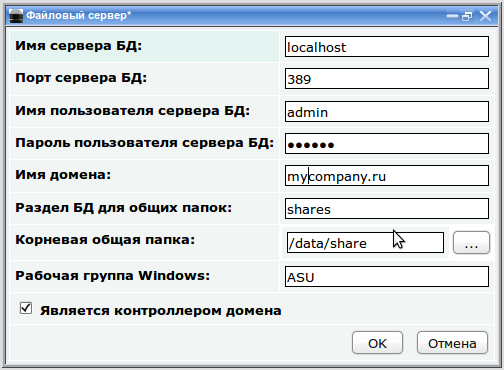 Файловый сервер*
Имя сервера БД: localhost
Порт сервера БД: 389
Имя пользователя сервера БД: admin
Пароль пользователя сервера БД: ●●●●●●
Имя домена: mycompany.ru
Раздел БД для общих папок: shares
Корневая общая папка: /data/share ...
Рабочая группа Windows: ASU
Является контроллером домена
OK Отмена